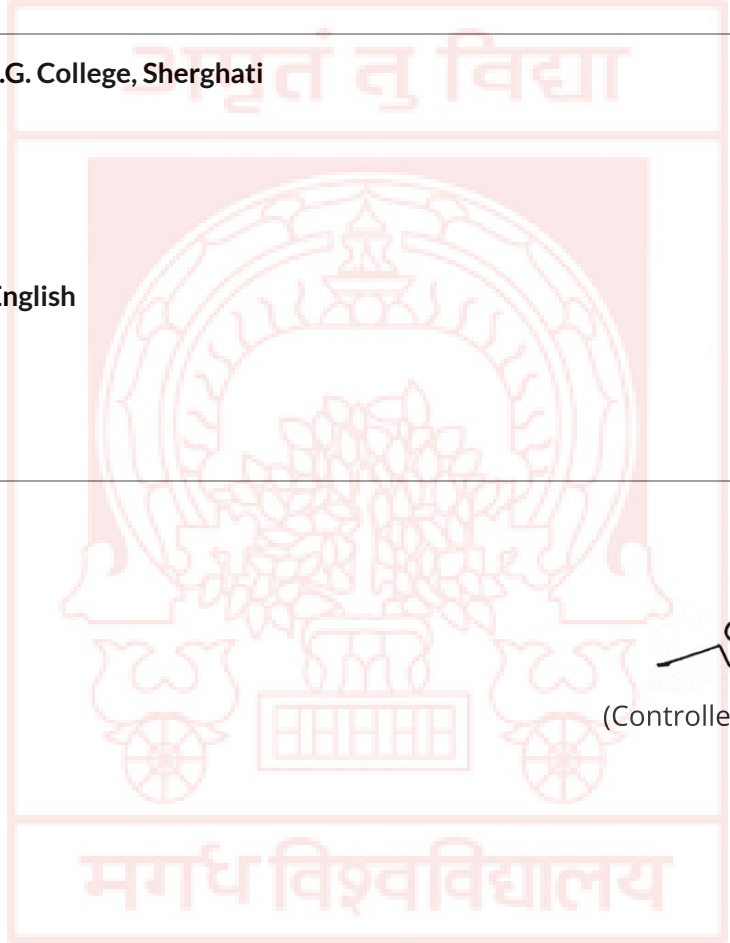 अमृतं तु विद्या
.G. College, Sherghati
English
(Controlle
मगध विश्वविद्यालय